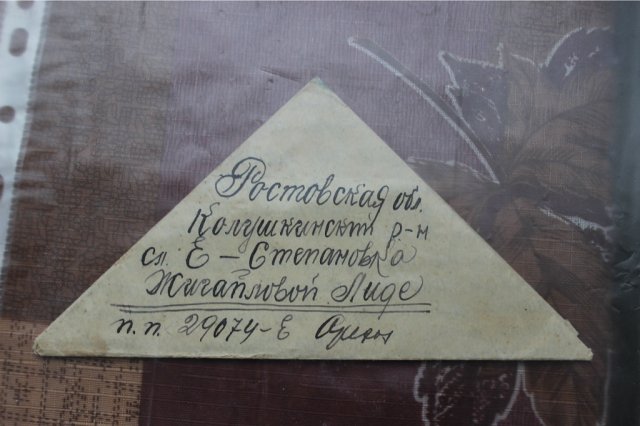 Ростовская обл.
Колушкинский р-н
сл. Е-Степановка
Жигайловой Лиде
п.п. 29074-Е